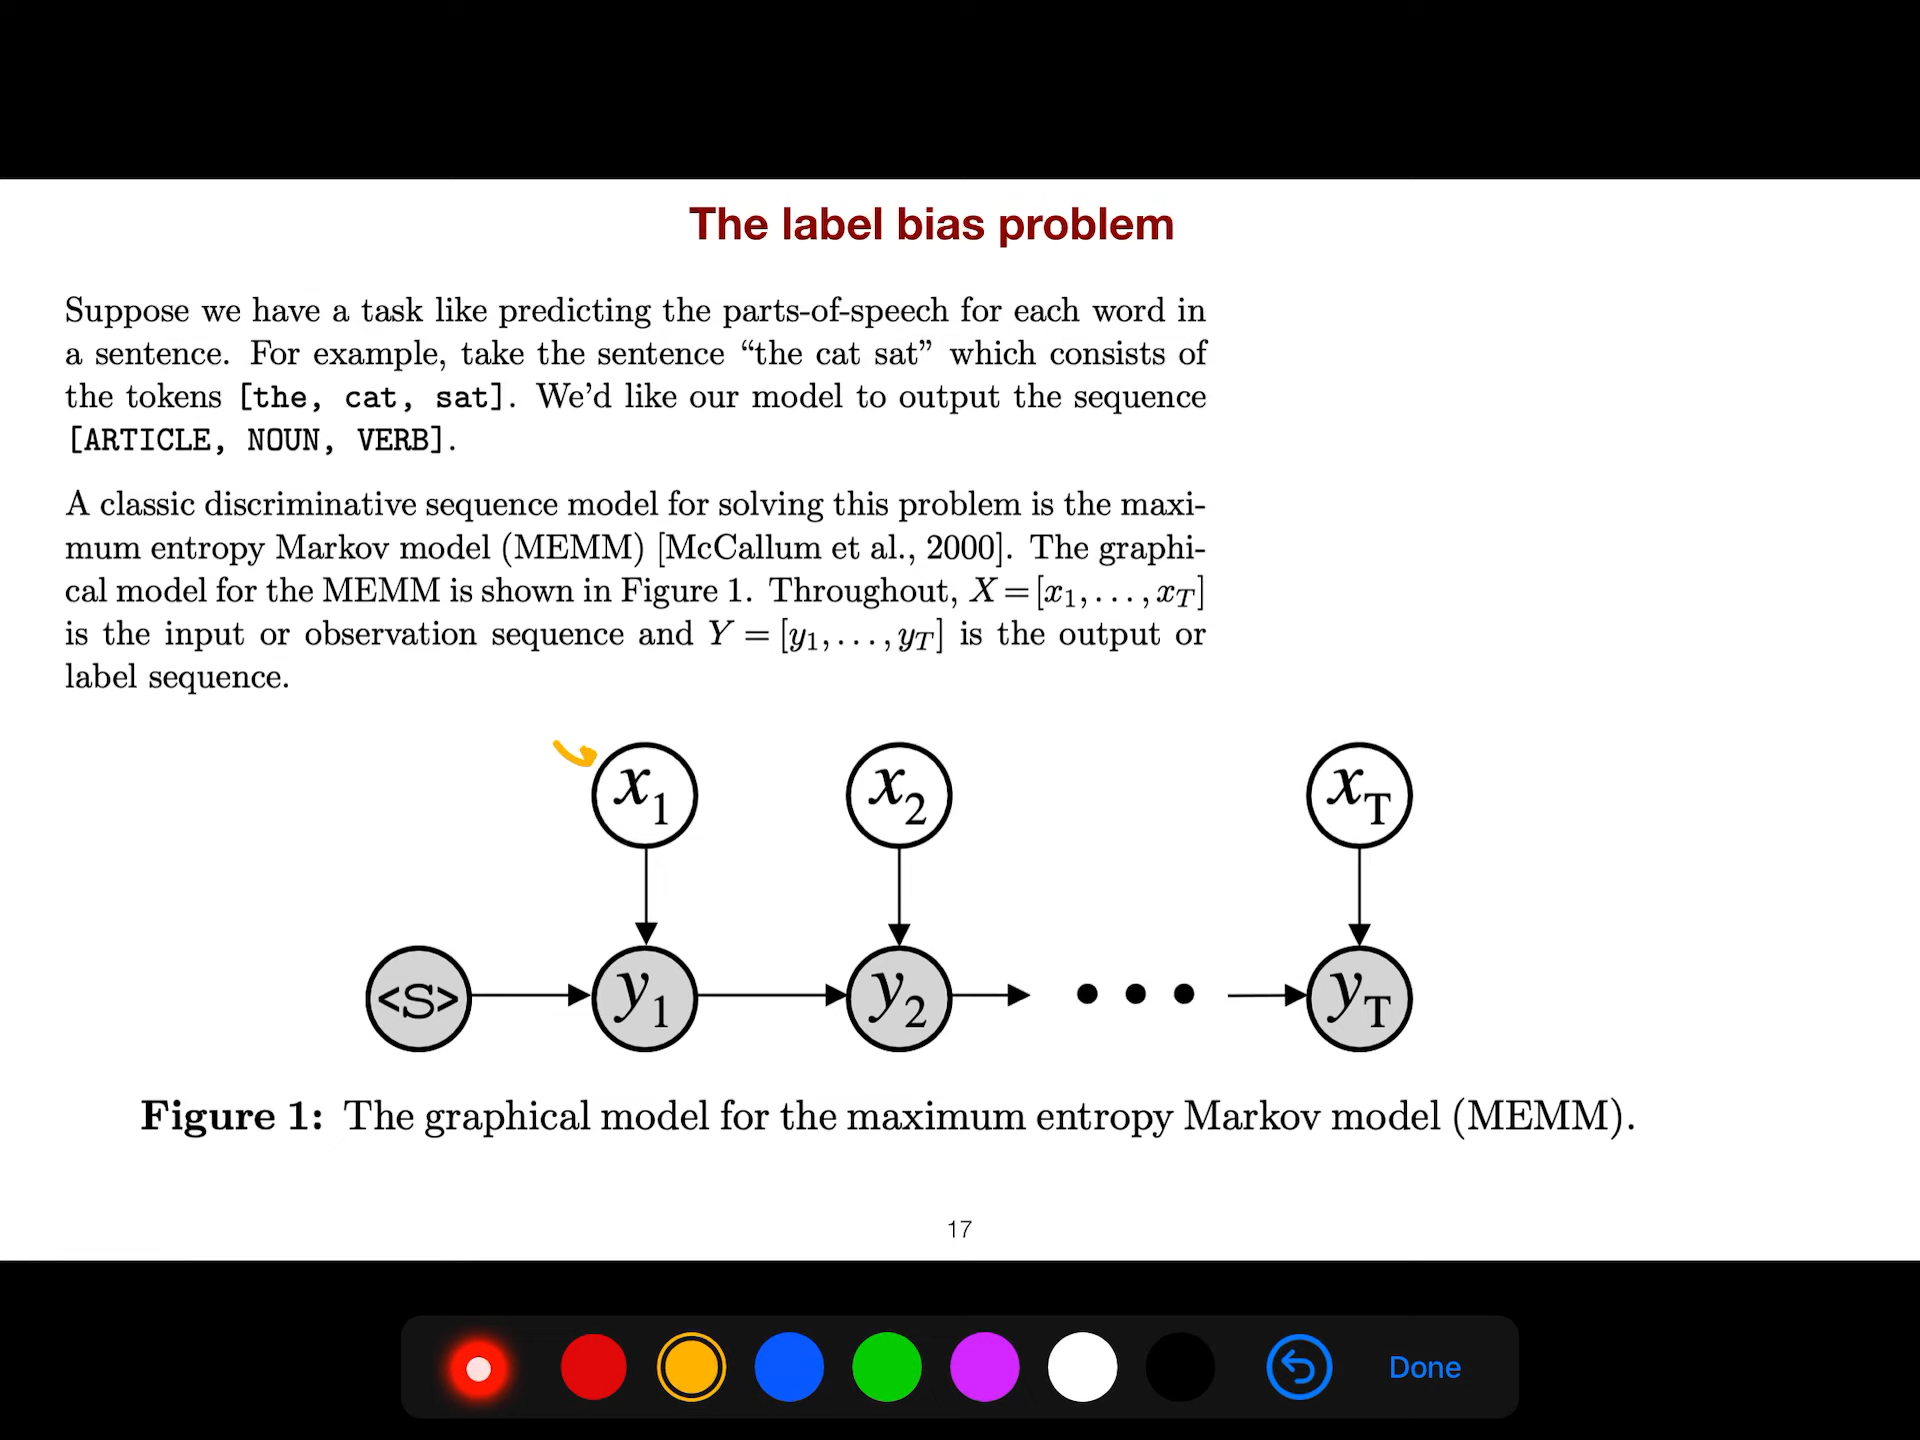 The label bias problem
Suppose we have a task like predicting the parts-of-speech for each word in
a sentence. For example, take the sentence “the cat sat” which consists of
the tokens [the, cat, sat]. We’d like our model to output the sequence
[ARTICLE, NOUN, VERB].
A classic discriminative sequence model for solving this problem is the maxi-
mum entropy Markov model (MEMM) [McCallum et al., 2000]. The graphi-
cal model for the MEMM is shown in Figure 1. Throughout, X = [x₁, . . . , x_T]
is the input or observation sequence and Y = [y₁, . . . , y_T] is the output or
label sequence.
x₁ x₂ x_T
<S> y₁ y₂ • • • y_T
Figure 1: The graphical model for the maximum entropy Markov model (MEMM).
17
Done